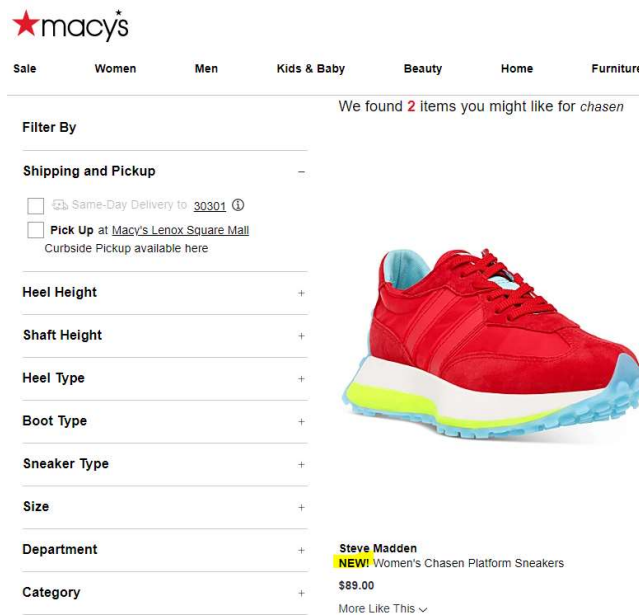 macy's
Sale Women Men Kids & Baby Beauty Home Furniture
We found 2 items you might like for chasen
Filter By
Shipping and Pickup −
Same-Day Delivery to 30301 ⓘ
Pick Up at Macy's Lenox Square Mall
Curbside Pickup available here
Heel Height +
Shaft Height +
Heel Type +
Boot Type +
Sneaker Type +
Size +
Department +
Category +
Steve Madden
NEW! Women's Chasen Platform Sneakers
$89.00
More Like This